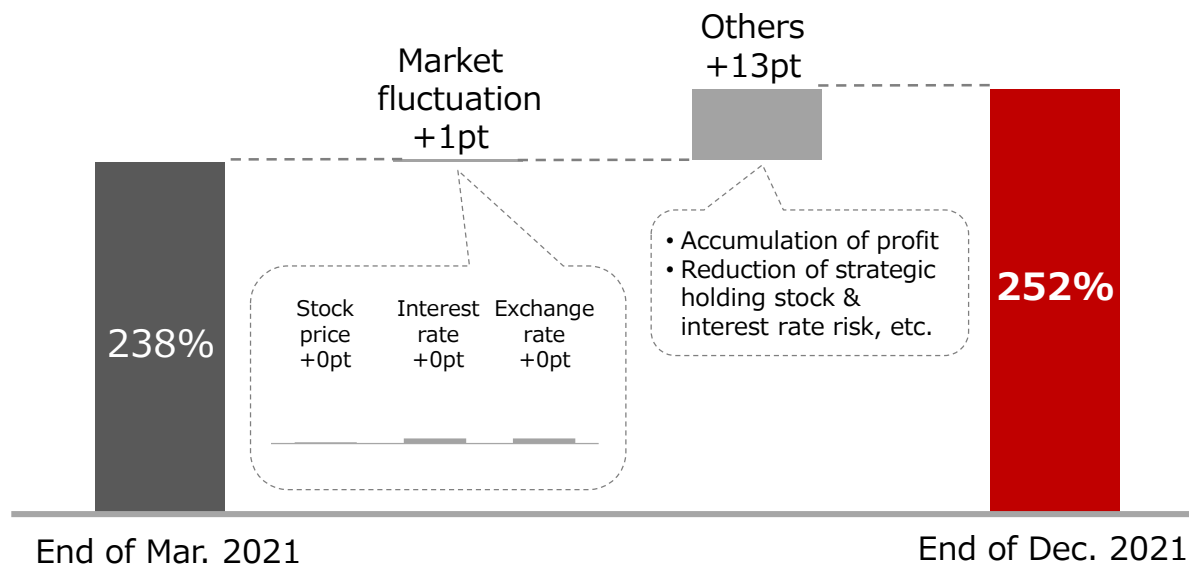 Market
fluctuation
+1pt
Others
+13pt
238%
Stock
price
+0pt
Interest
rate
+0pt
Exchange
rate
+0pt
• Accumulation of profit
• Reduction of strategic
holding stock &
interest rate risk, etc.
252%
End of Mar. 2021
End of Dec. 2021